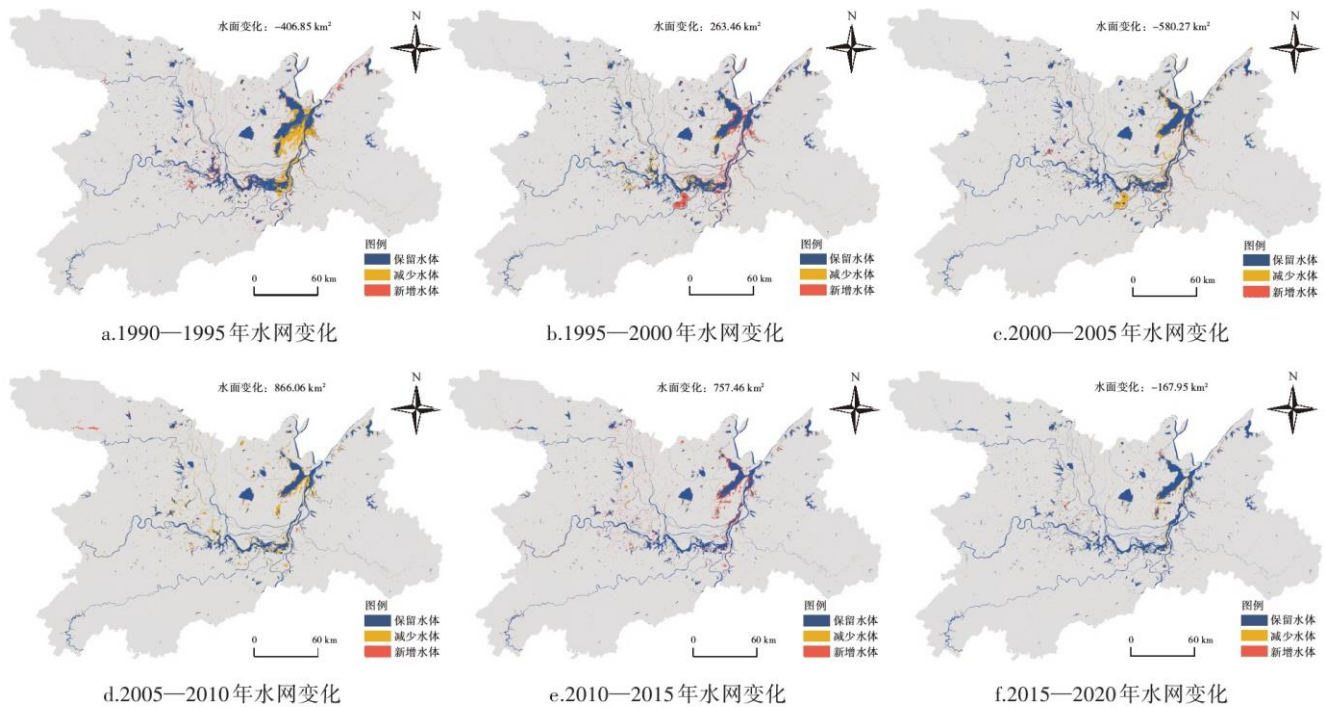 水面变化：-406.85 km²
N
图例
保留水体
减少水体
新增水体
0 60 km
a.1990—1995年水网变化
水面变化：263.46 km²
N
图例
保留水体
减少水体
新增水体
0 60 km
b.1995—2000年水网变化
水面变化：-580.27 km²
N
图例
保留水体
减少水体
新增水体
0 60 km
c.2000—2005年水网变化
水面变化：866.06 km²
N
图例
保留水体
减少水体
新增水体
0 60 km
d.2005—2010年水网变化
水面变化：757.46 km²
N
图例
保留水体
减少水体
新增水体
0 60 km
e.2010—2015年水网变化
水面变化：-167.95 km²
N
图例
保留水体
减少水体
新增水体
0 60 km
f.2015—2020年水网变化